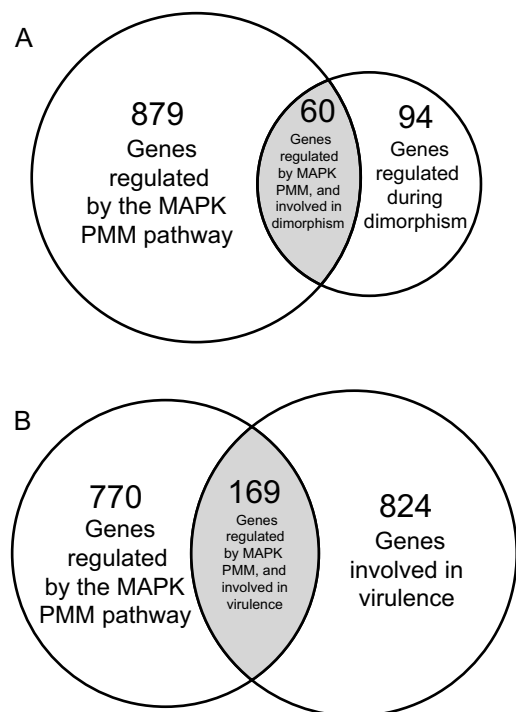 A
879
Genes
regulated
by the MAPK
PMM pathway
60
Genes
regulated
by MAPK
PMM, and
involved in
dimorphism
94
Genes
regulated
during
dimorphism
B
770
Genes
regulated
by the MAPK
PMM pathway
169
Genes
regulated
by MAPK
PMM, and
involved in
virulence
824
Genes
involved in
virulence